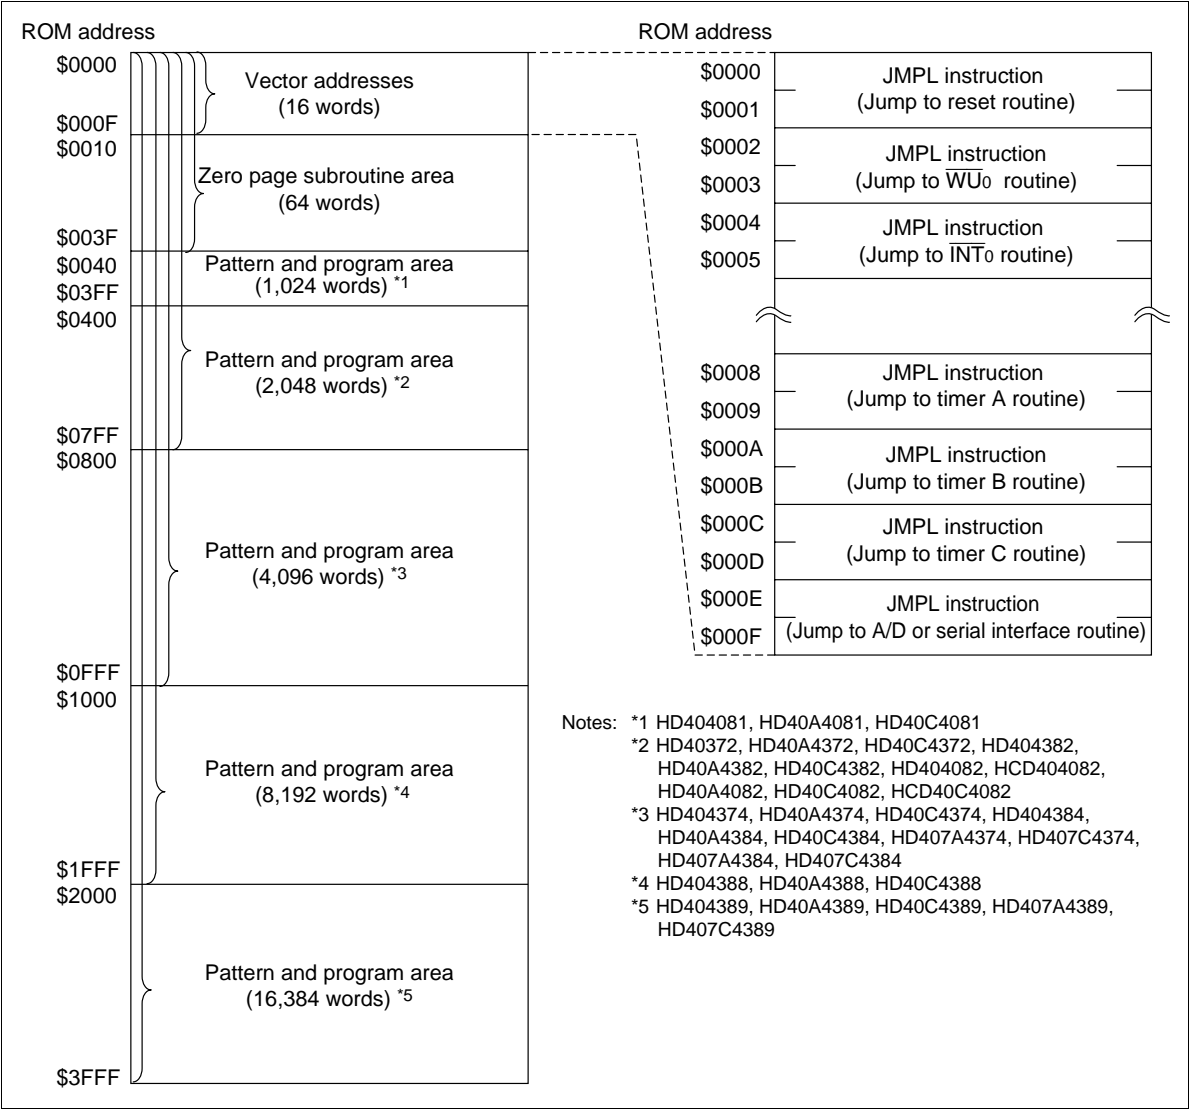 ROM address
$0000
Vector addresses
(16 words)
$000F
$0010
Zero page subroutine area
(64 words)
$003F
$0040
Pattern and program area
(1,024 words) *1
$03FF
$0400
Pattern and program area
(2,048 words) *2
$07FF
$0800
Pattern and program area
(4,096 words) *3
$0FFF
$1000
Pattern and program area
(8,192 words) *4
$1FFF
$2000
Pattern and program area
(16,384 words) *5
$3FFF
ROM address
$0000
JMPL instruction
(Jump to reset routine)
$0001
$0002
JMPL instruction
(Jump to W̅U̅0 routine)
$0003
$0004
JMPL instruction
(Jump to I̅N̅T̅0 routine)
$0005
$0008
JMPL instruction
(Jump to timer A routine)
$0009
$000A
JMPL instruction
(Jump to timer B routine)
$000B
$000C
JMPL instruction
(Jump to timer C routine)
$000D
$000E
JMPL instruction
(Jump to A/D or serial interface routine)
$000F
Notes: *1 HD404081, HD40A4081, HD40C4081
*2 HD40372, HD40A4372, HD40C4372, HD404382,
HD40A4382, HD40C4382, HD404082, HCD404082,
HD40A4082, HD40C4082, HCD40C4082
*3 HD404374, HD40A4374, HD40C4374, HD404384,
HD40A4384, HD40C4384, HD407A4374, HD407C4374,
HD407A4384, HD407C4384
*4 HD404388, HD40A4388, HD40C4388
*5 HD404389, HD40A4389, HD40C4389, HD407A4389,
HD407C4389